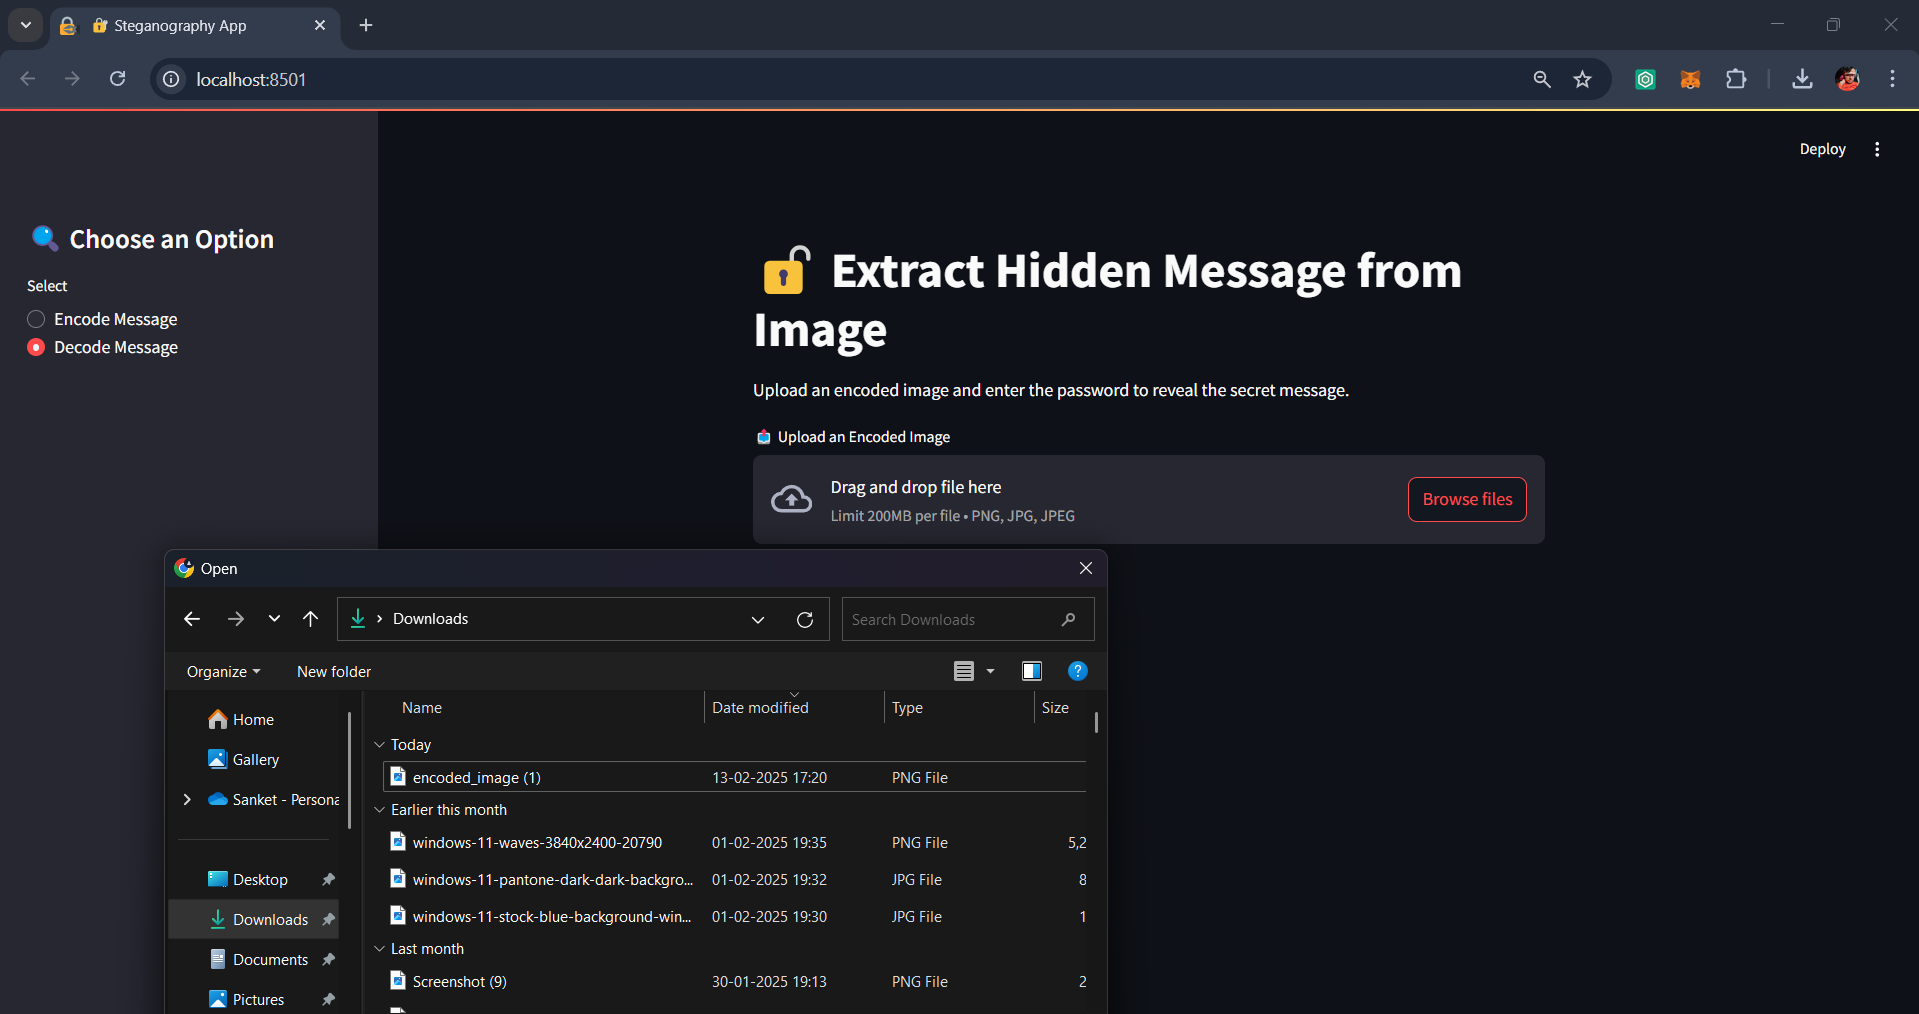 Steganography App
localhost:8501
Deploy
Choose an Option
Select
Encode Message
Decode Message
Extract Hidden Message from
Image
Upload an encoded image and enter the password to reveal the secret message.
Upload an Encoded Image
Drag and drop file here
Limit 200MB per file • PNG, JPG, JPEG
Browse files
Open
Downloads
Search Downloads
Organize
New folder
?
Home
Gallery
Sanket - Persona
Desktop
Downloads
Documents
Pictures
Name Date modified Type Size
Today
encoded_image (1) 13-02-2025 17:20 PNG File
Earlier this month
windows-11-waves-3840x2400-20790 01-02-2025 19:35 PNG File 5,2
windows-11-pantone-dark-dark-backgro... 01-02-2025 19:32 JPG File 8
windows-11-stock-blue-background-win... 01-02-2025 19:30 JPG File 1
Last month
Screenshot (9) 30-01-2025 19:13 PNG File 2